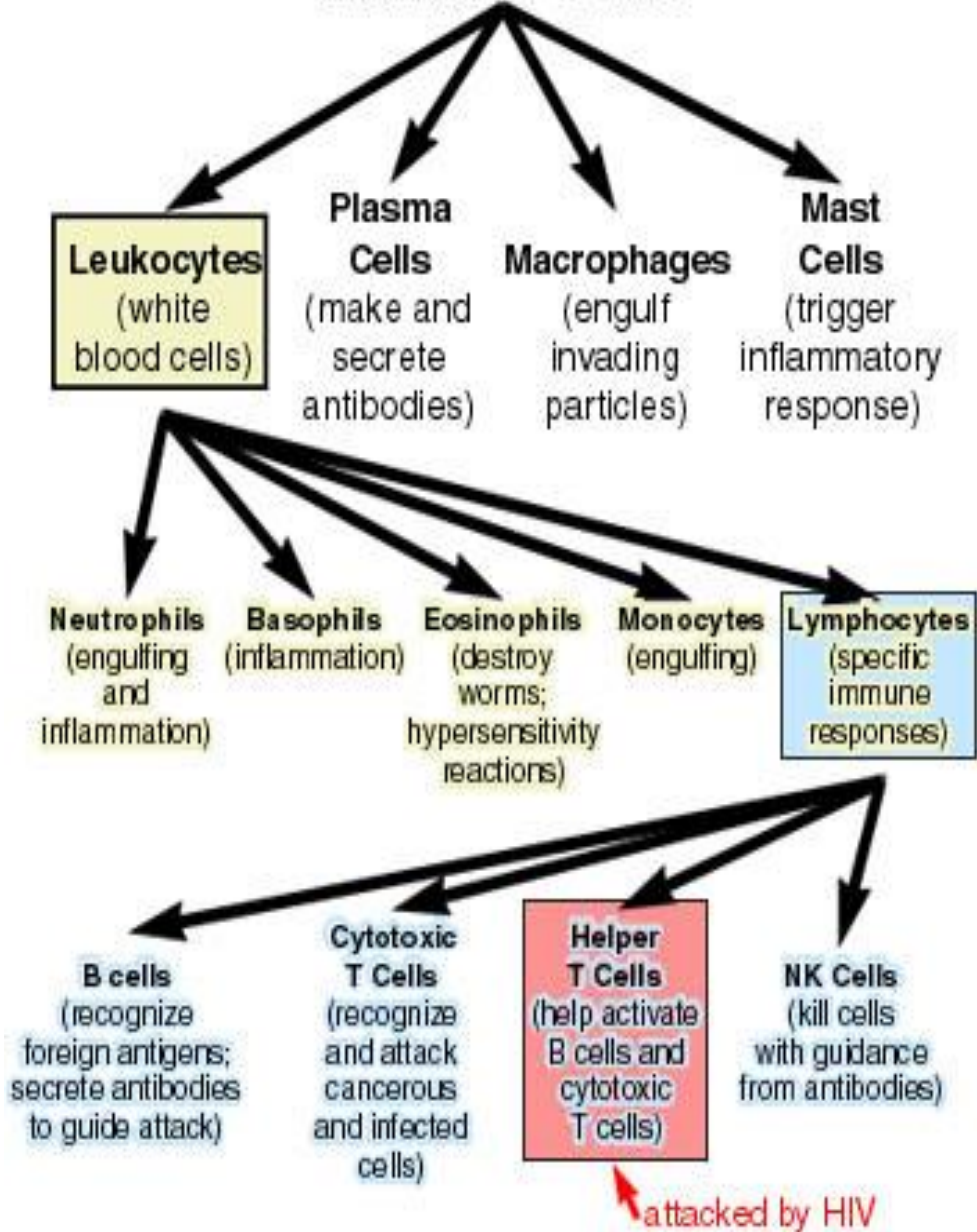 Leukocytes
(white
blood cells)
Plasma
Cells
(make and
secrete
antibodies)
Macrophages
(engulf
invading
particles)
Mast
Cells
(trigger
inflammatory
response)
Neutrophils
(engulfing
and
inflammation)
Basophils
(inflammation)
Eosinophils
(destroy
worms;
hypersensitivity
reactions)
Monocytes
(engulfing)
Lymphocytes
(specific
immune
responses)
B cells
(recognize
foreign antigens;
secrete antibodies
to guide attack)
Cytotoxic
T Cells
(recognize
and attack
cancerous
and infected
cells)
Helper
T Cells
(help activate
B cells and
cytotoxic
T cells)
NK Cells
(kill cells
with guidance
from antibodies)
attacked by HIV